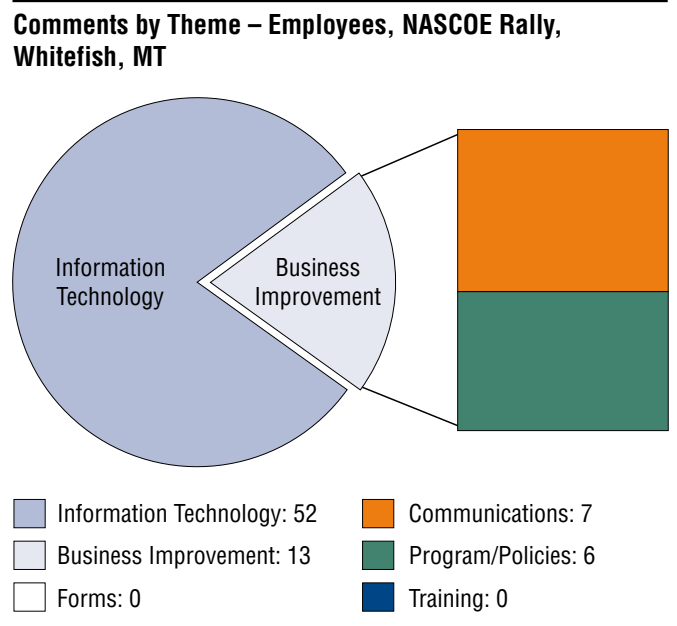 Comments by Theme – Employees, NASCOE Rally,
Whitefish, MT
Information
Technology
Business
Improvement
Information Technology: 52
Business Improvement: 13
Forms: 0
Communications: 7
Program/Policies: 6
Training: 0